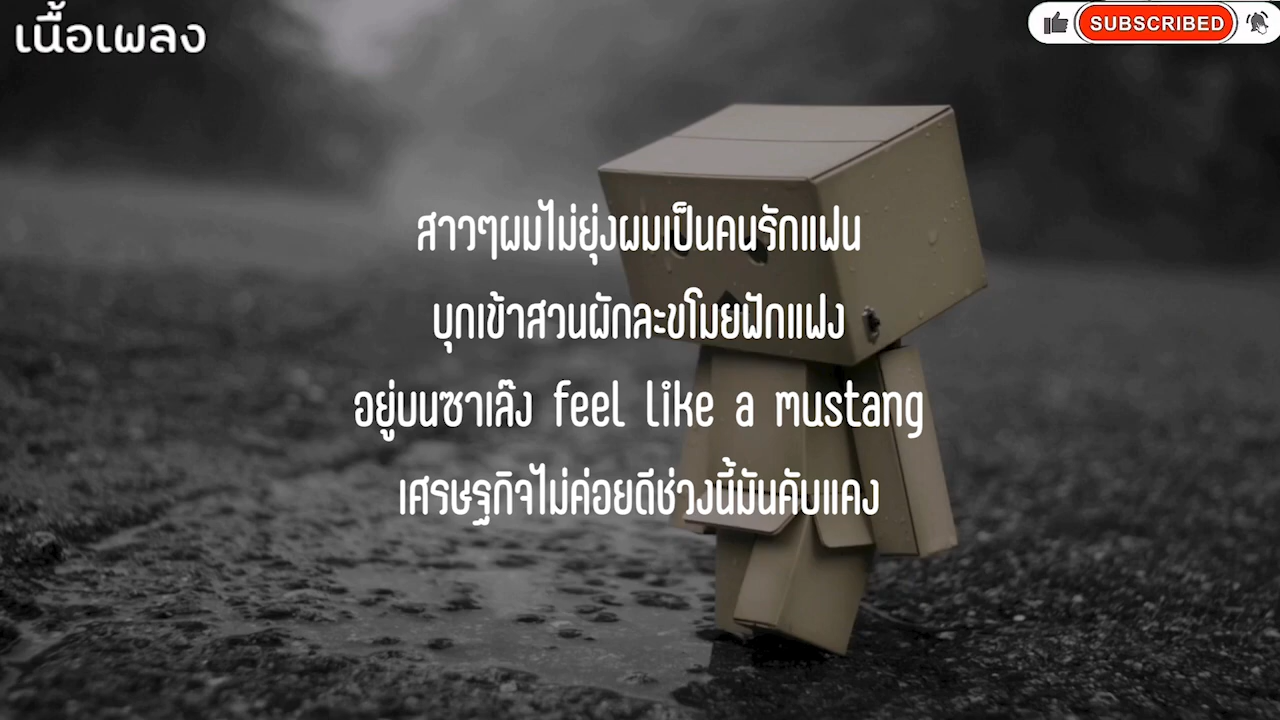 เนื้อเพลง
SUBSCRIBED
สาวๆผมไม่ยุ่งผมเป็นคนรักแฟน
บุกเข้าสวนผักละขโมยฟักแฟง
อยู่บนซาเล๊ง feel like a mustang
เศรษฐกิจไม่ค่อยดีช่วงนี้มันคับแคง